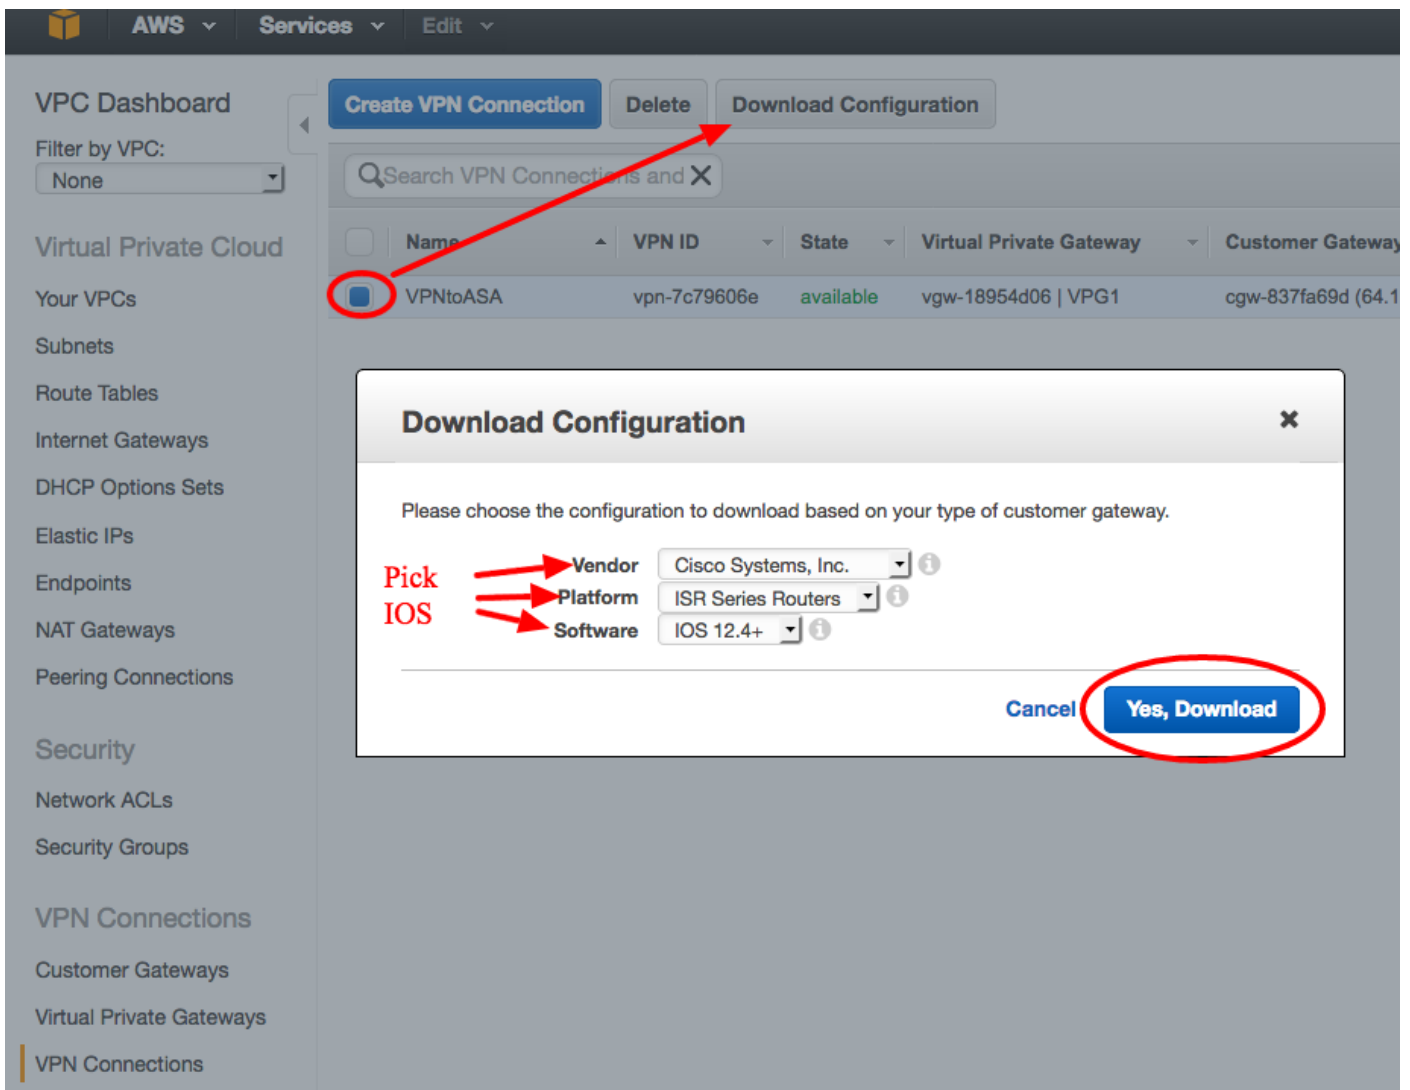 AWS Services Edit
VPC Dashboard
Filter by VPC:
None
Virtual Private Cloud
Your VPCs
Subnets
Route Tables
Internet Gateways
DHCP Options Sets
Elastic IPs
Endpoints
NAT Gateways
Peering Connections
Security
Network ACLs
Security Groups
VPN Connections
Customer Gateways
Virtual Private Gateways
VPN Connections
Create VPN Connection Delete Download Configuration
Search VPN Connections and
Name VPN ID State Virtual Private Gateway Customer Gateway
VPNtoASA vpn-7c79606e available vgw-18954d06 | VPG1 cgw-837fa69d (64.1
Download Configuration
Please choose the configuration to download based on your type of customer gateway.
Pick
IOS
Vendor Cisco Systems, Inc.
Platform ISR Series Routers
Software IOS 12.4+
Cancel Yes, Download